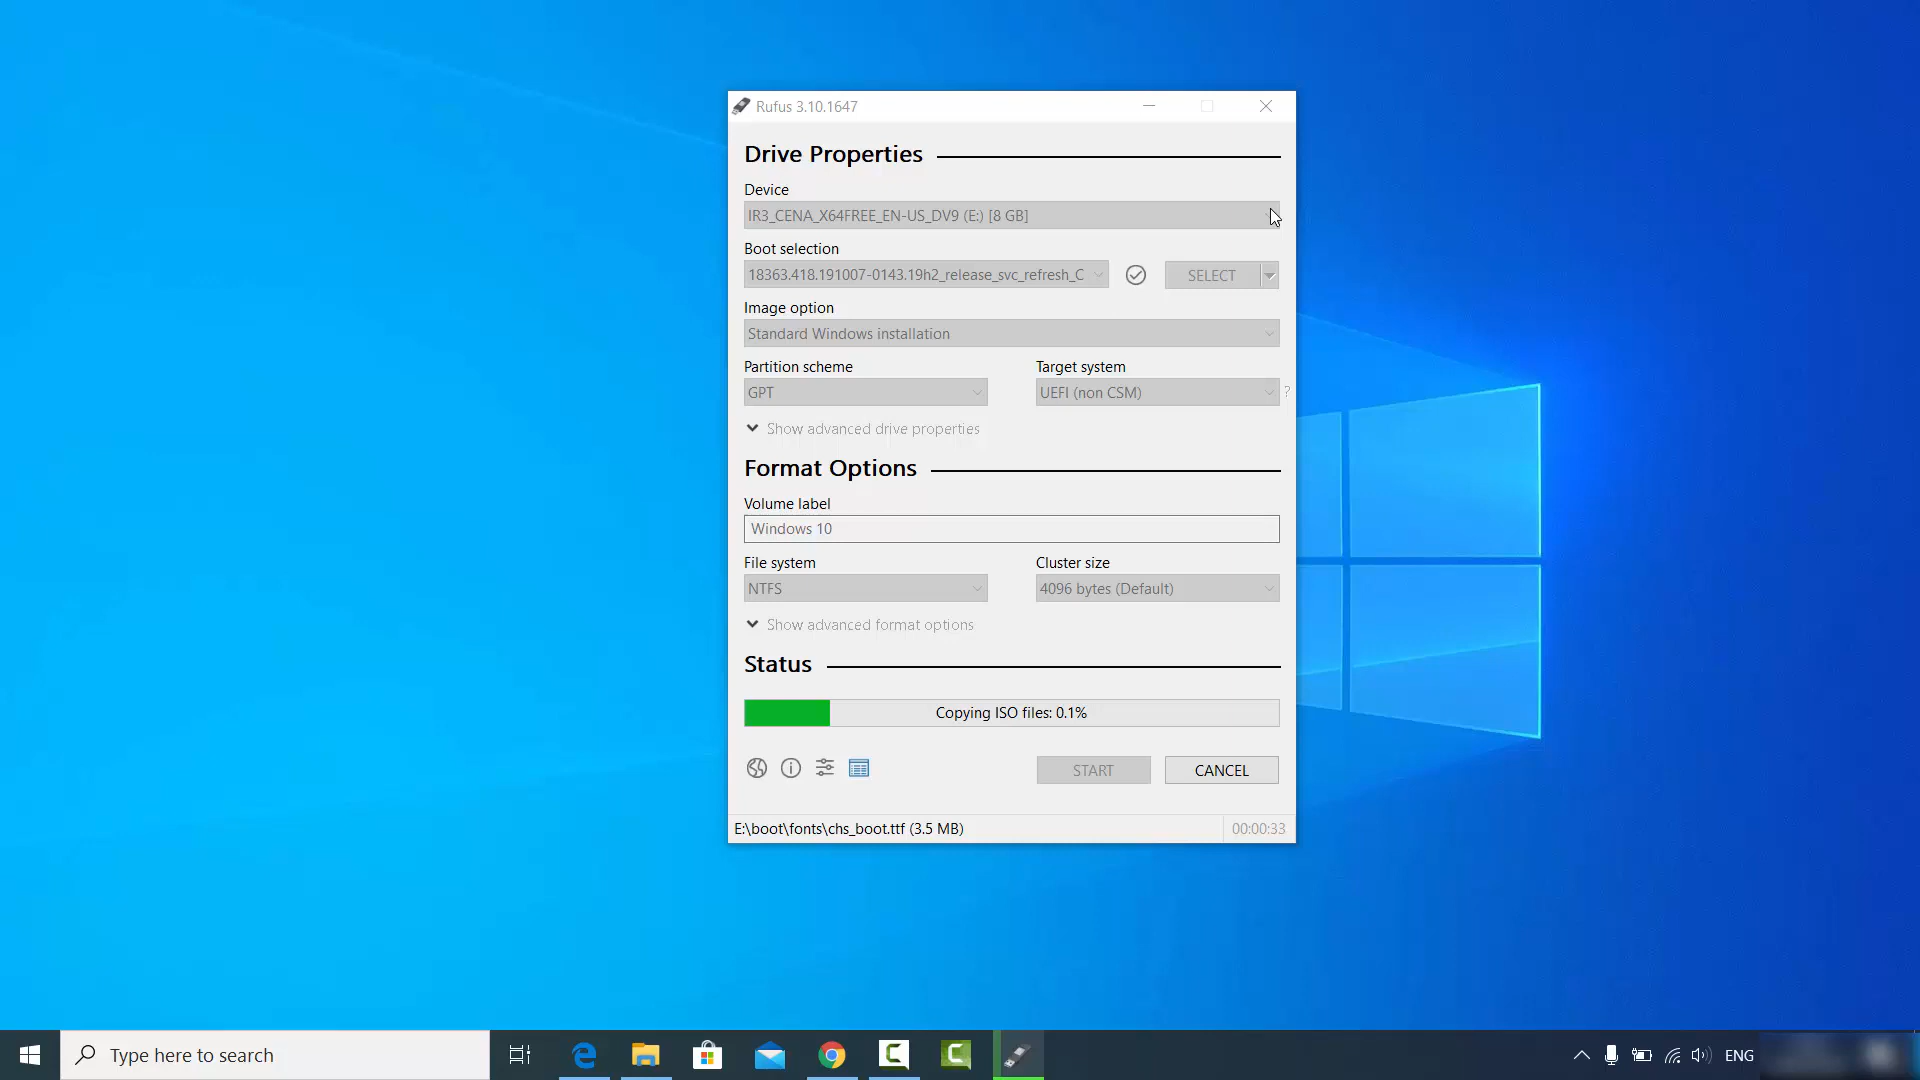 Rufus 3.10.1647
Drive Properties
Device
IR3_CENA_X64FREE_EN-US_DV9 (E:) [8 GB]
Boot selection
18363.418.191007-0143.19h2_release_svc_refresh_C
SELECT
Image option
Standard Windows installation
Partition scheme
Target system
GPT
UEFI (non CSM)
?
Show advanced drive properties
Format Options
Volume label
Windows 10
File system
Cluster size
NTFS
4096 bytes (Default)
Show advanced format options
Status
Copying ISO files: 0.1%
START
CANCEL
E:\boot\fonts\chs_boot.ttf (3.5 MB)
00:00:33
Type here to search
ENG